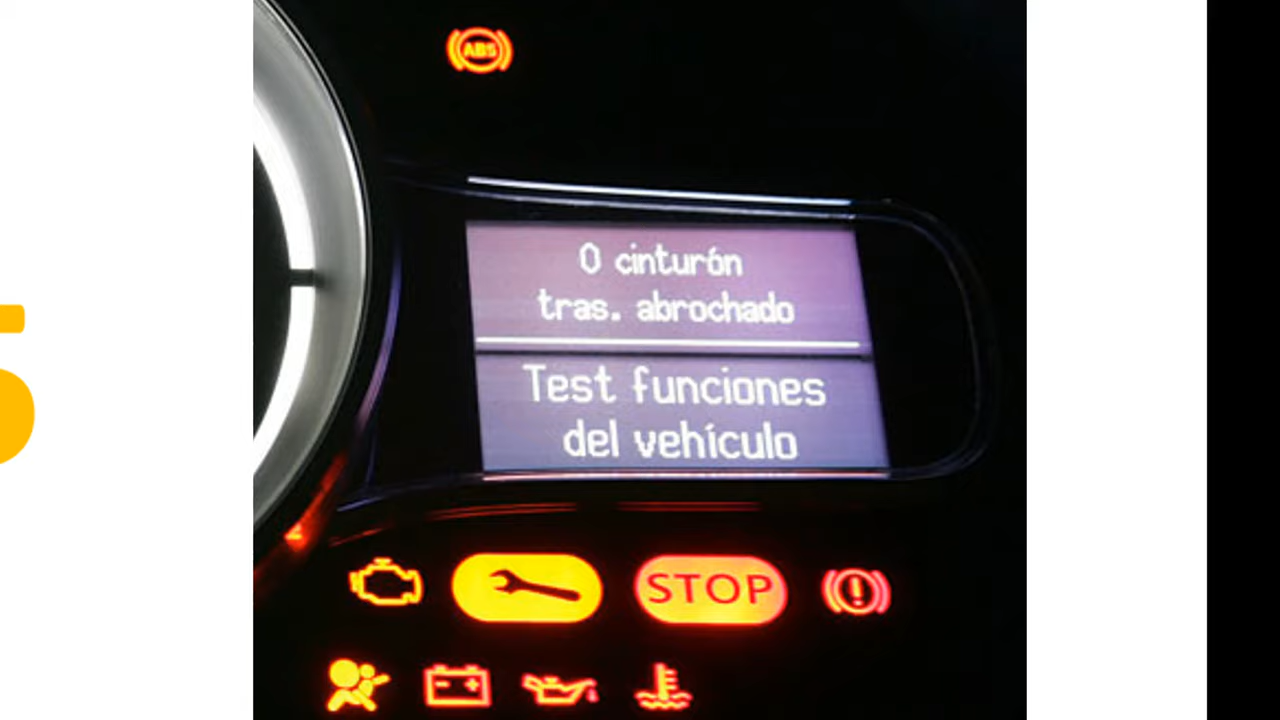 ABS
0 cinturón
tras. abrochado
Test funciones
del vehículo
STOP